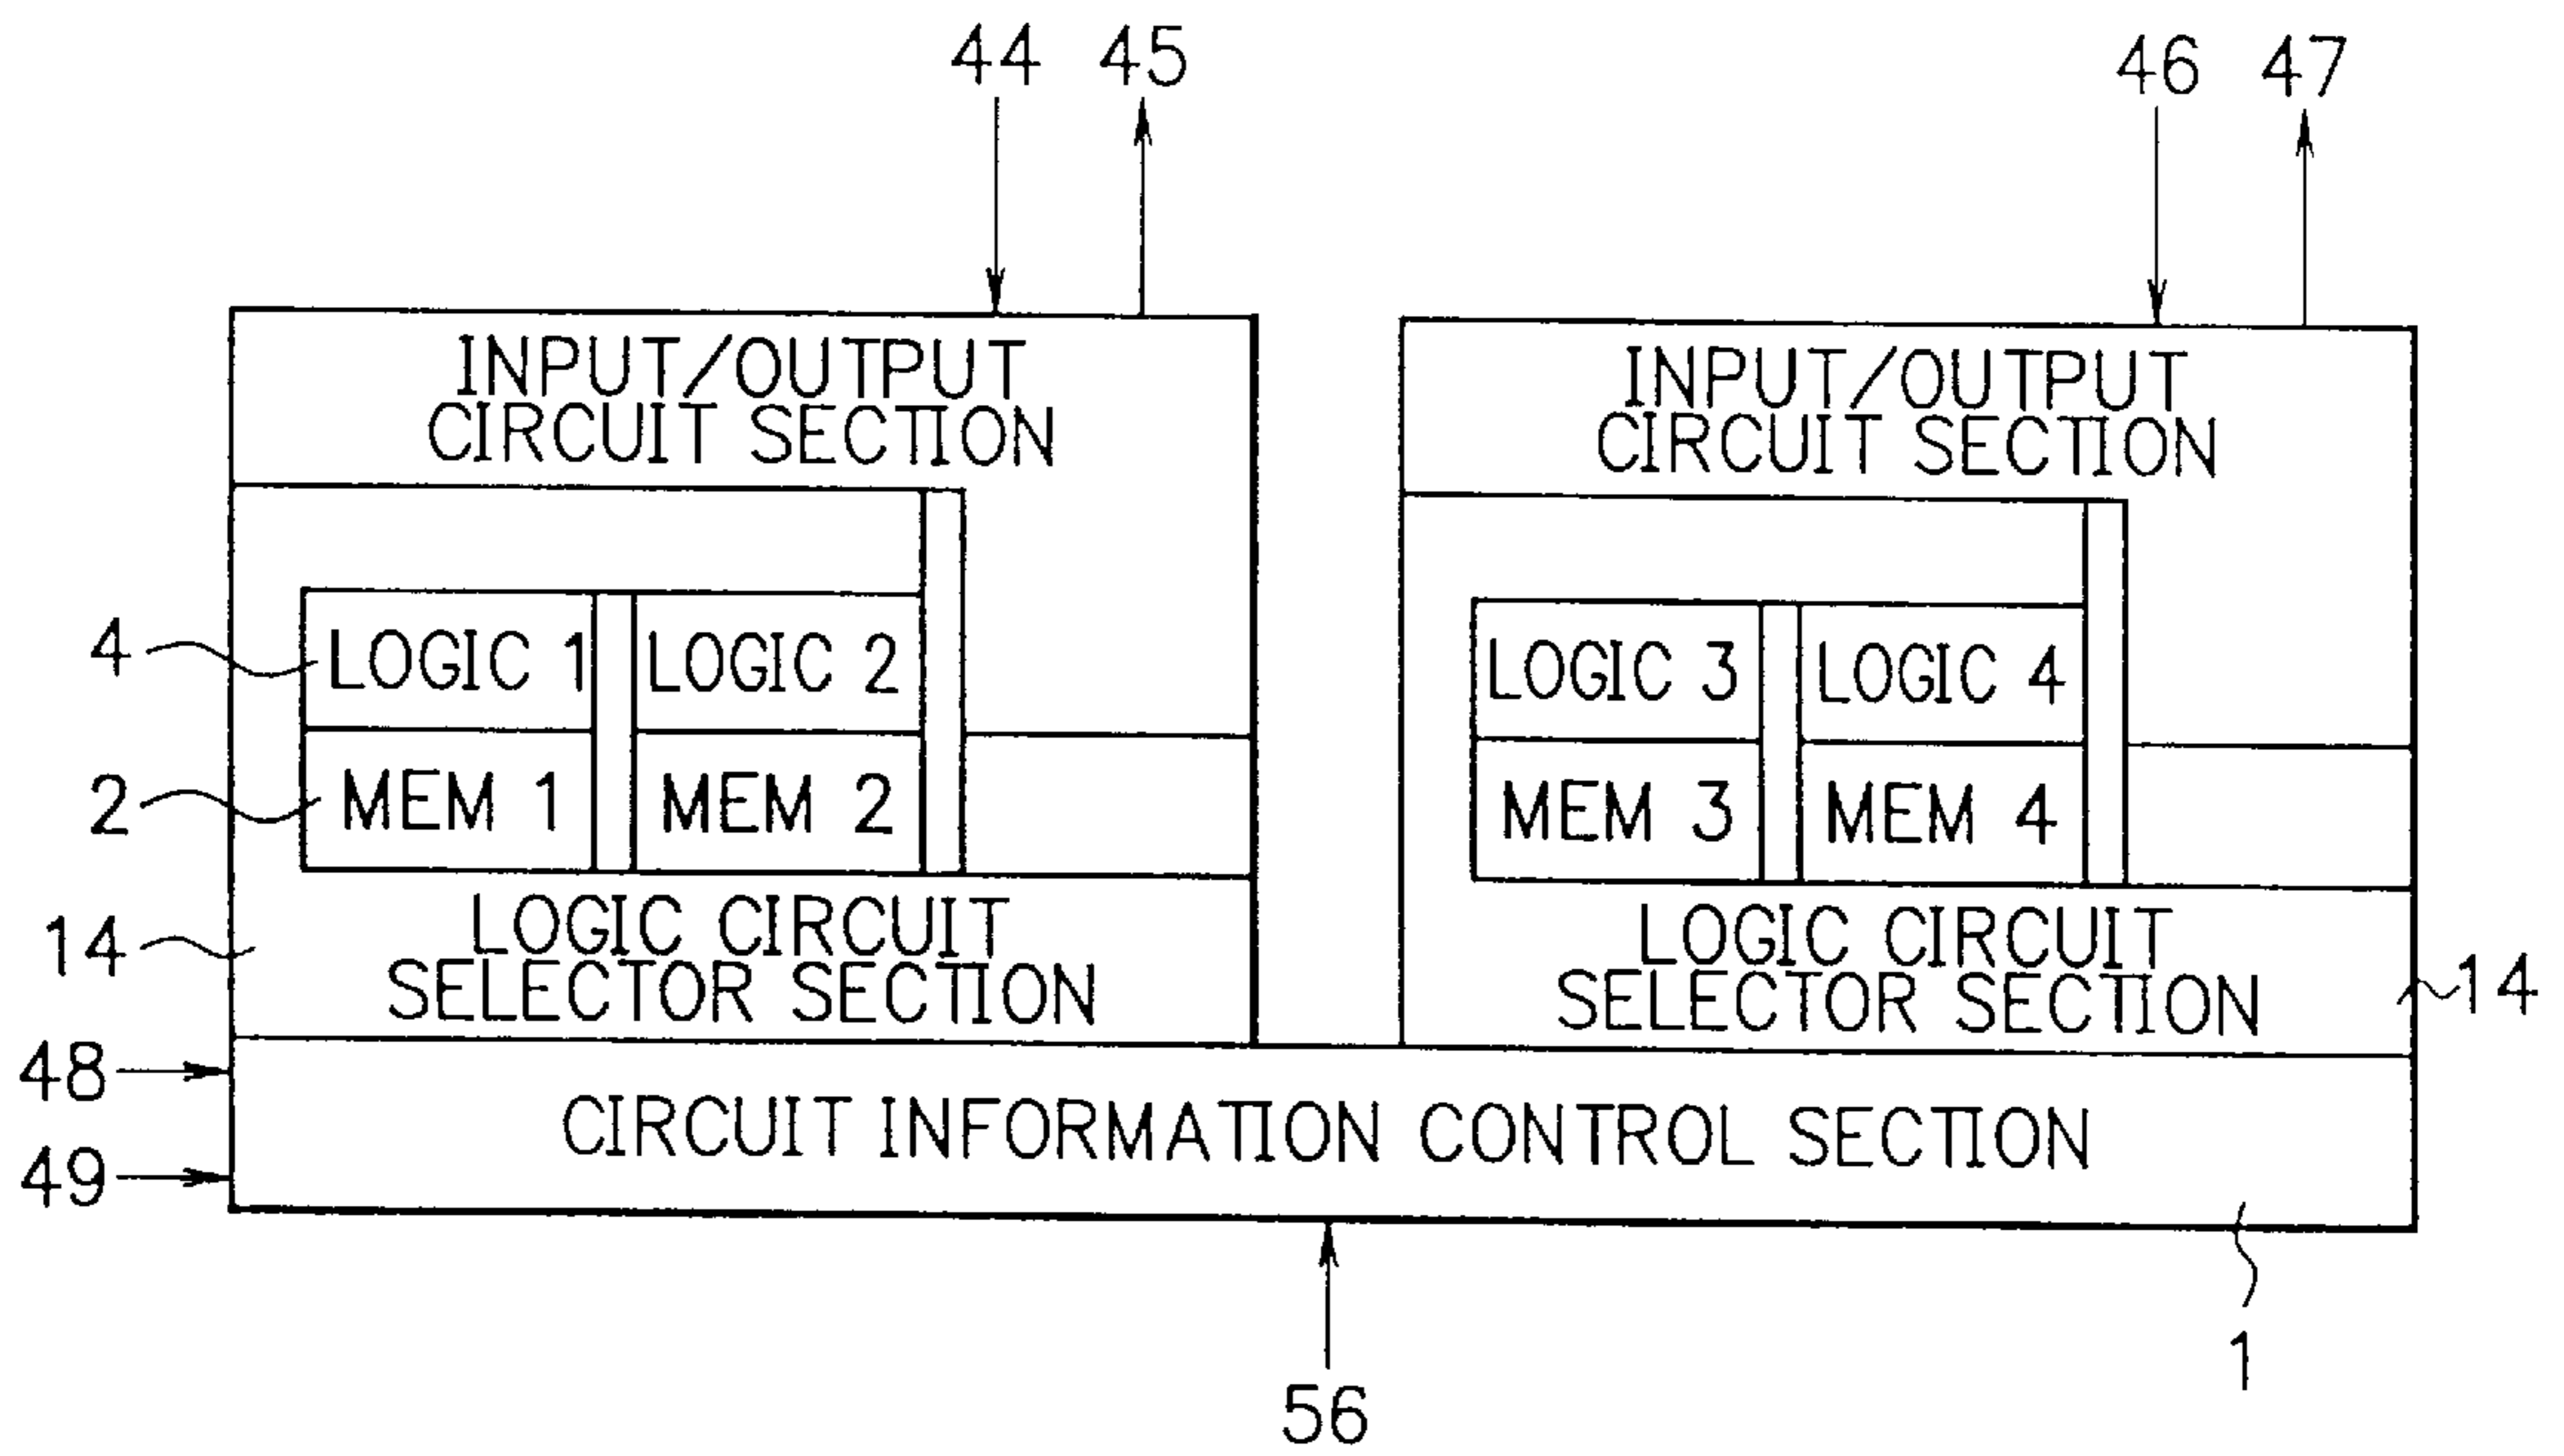 44 45
46 47
INPUT/OUTPUT
CIRCUIT SECTION
INPUT/OUTPUT
CIRCUIT SECTION
4
LOGIC 1
LOGIC 2
LOGIC 3
LOGIC 4
2
MEM 1
MEM 2
MEM 3
MEM 4
14
LOGIC CIRCUIT
SELECTOR SECTION
LOGIC CIRCUIT
SELECTOR SECTION
14
48
49
CIRCUIT INFORMATION CONTROL SECTION
1
56